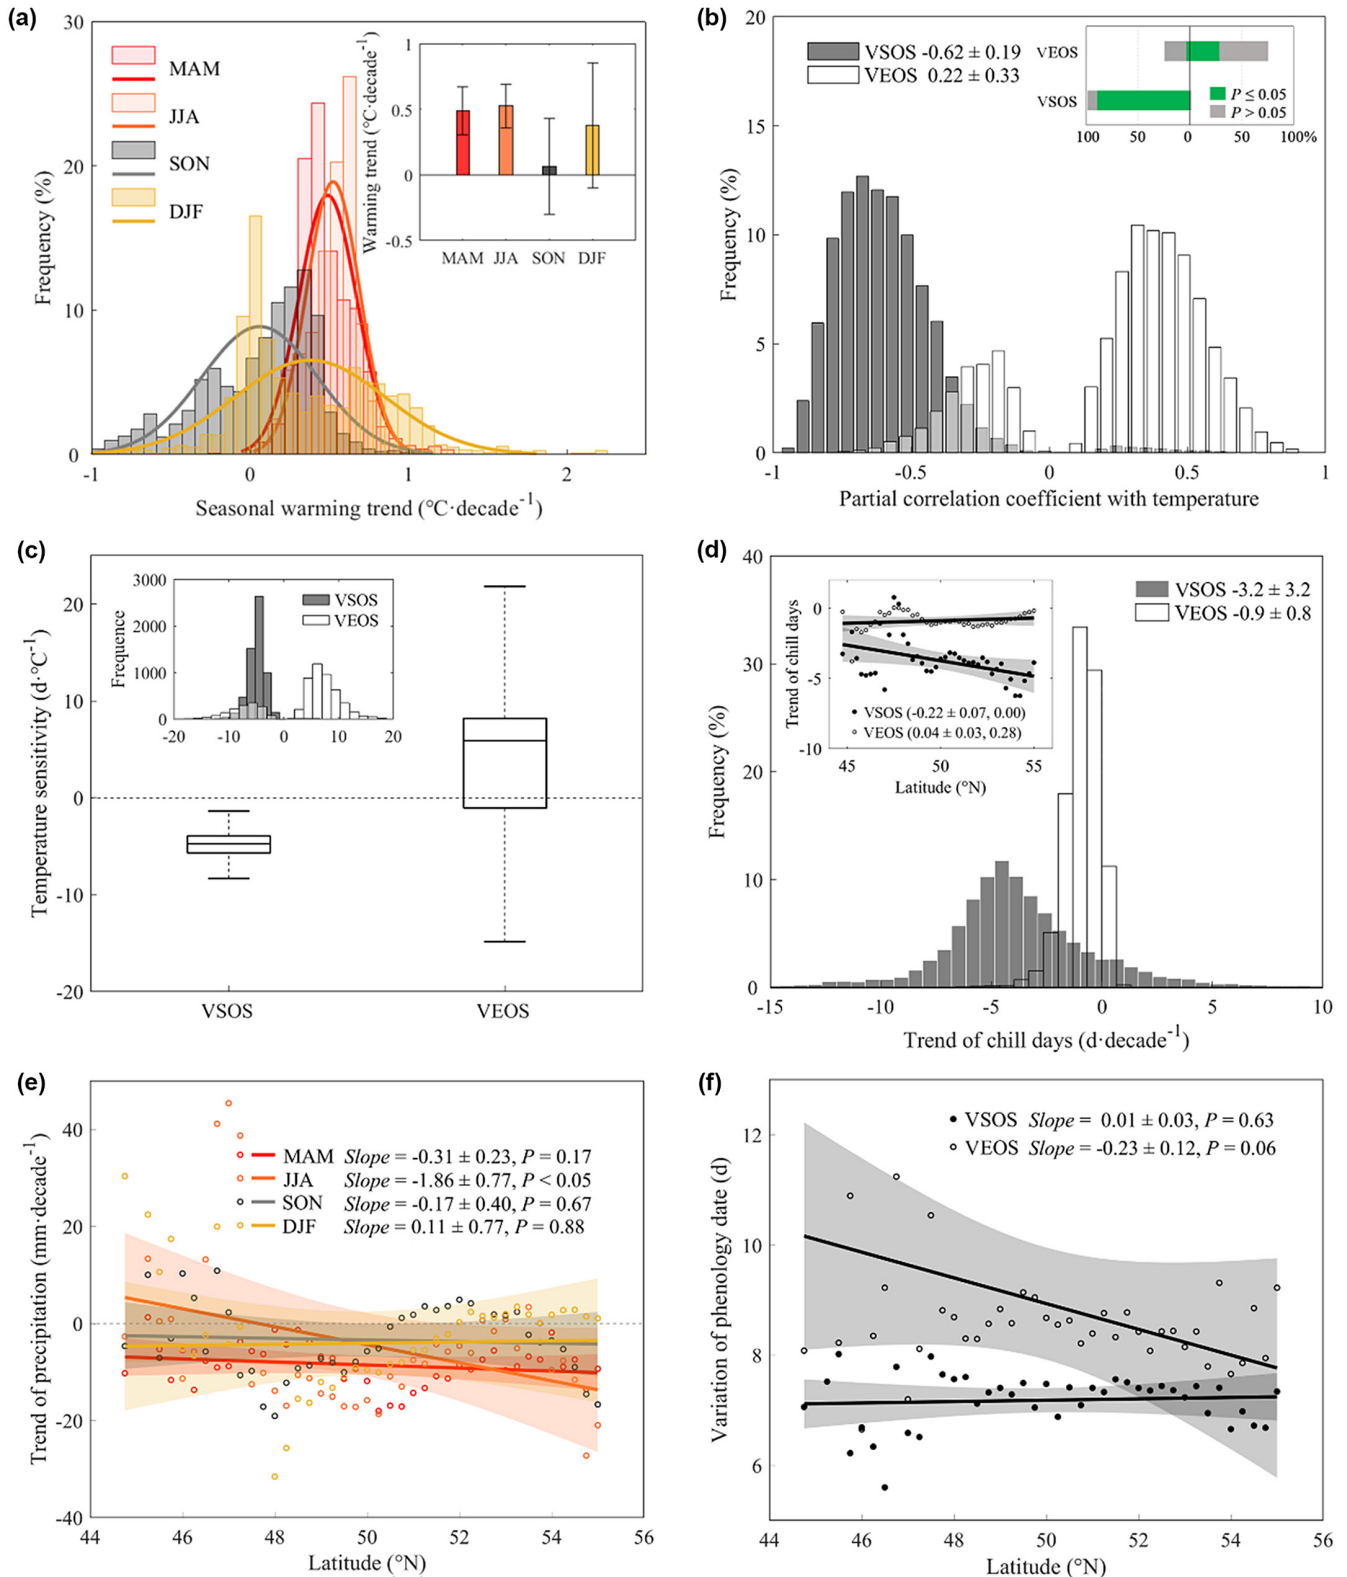 (a)
30
20
10
0
Frequency (%)
MAM
JJA
SON
DJF
-1
0
1
2
Seasonal warming trend (℃·decade⁻¹)
Warming trend (℃·decade⁻¹)
1
0.5
0
-0.5
MAM JJA SON DJF
(b)
20
15
10
5
0
Frequency (%)
VSOS -0.62 ± 0.19
VEOS 0.22 ± 0.33
VEOS
VSOS
P ≤ 0.05
P > 0.05
100 50 0 50 100%
-1 -0.5 0 0.5 1
Partial correlation coefficient with temperature
(c)
20
10
0
-10
-20
Temperature sensitivity (d·℃⁻¹)
3000
2000
1000
0
Frequence
VSOS
VEOS
-20 -10 0 10 20
VSOS VEOS
(d)
40
30
20
10
0
Frequency (%)
VSOS -3.2 ± 3.2
VEOS -0.9 ± 0.8
Trend of chill days
0
-5
-10
VSOS (-0.22 ± 0.07, 0.00)
VEOS (0.04 ± 0.03, 0.28)
45 50 55
Latitude (°N)
-15 -10 -5 0 5 10
Trend of chill days (d·decade⁻¹)
(e)
40
20
0
-20
-40
Trend of precipitation (mm·decade⁻¹)
MAM Slope = -0.31 ± 0.23, P = 0.17
JJA Slope = -1.86 ± 0.77, P < 0.05
SON Slope = -0.17 ± 0.40, P = 0.67
DJF Slope = 0.11 ± 0.77, P = 0.88
44 46 48 50 52 54 56
Latitude (°N)
(f)
12
10
8
6
Variation of phenology date (d)
VSOS Slope = 0.01 ± 0.03, P = 0.63
VEOS Slope = -0.23 ± 0.12, P = 0.06
44 46 48 50 52 54 56
Latitude (°N)